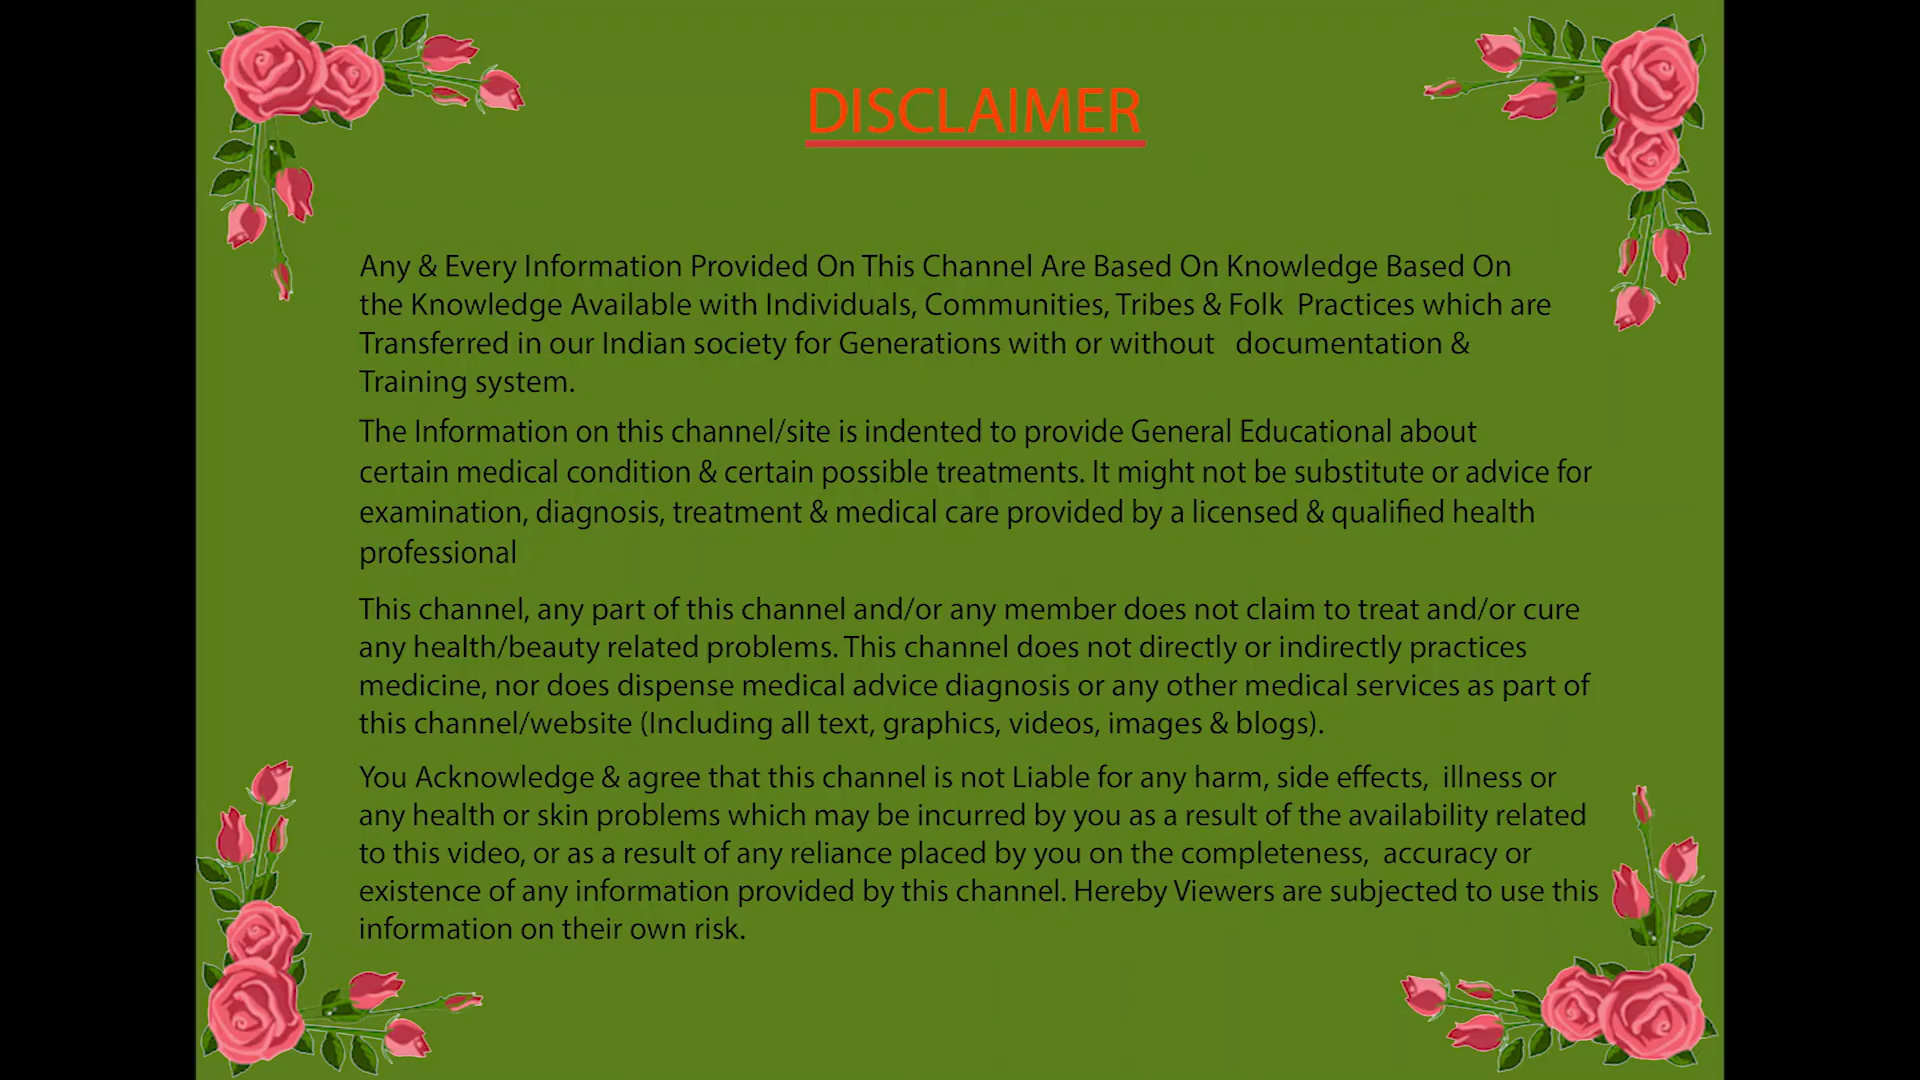 DISCLAIMER
Any & Every Information Provided On This Channel Are Based On Knowledge Based On
the Knowledge Available with Individuals, Communities, Tribes & Folk Practices which are
Transferred in our Indian society for Generations with or without documentation &
Training system.
The Information on this channel/site is indented to provide General Educational about
certain medical condition & certain possible treatments. It might not be substitute or advice for
examination, diagnosis, treatment & medical care provided by a licensed & qualified health
professional
This channel, any part of this channel and/or any member does not claim to treat and/or cure
any health/beauty related problems. This channel does not directly or indirectly practices
medicine, nor does dispense medical advice diagnosis or any other medical services as part of
this channel/website (Including all text, graphics, videos, images & blogs).
You Acknowledge & agree that this channel is not Liable for any harm, side effects, illness or
any health or skin problems which may be incurred by you as a result of the availability related
to this video, or as a result of any reliance placed by you on the completeness, accuracy or
existence of any information provided by this channel. Hereby Viewers are subjected to use this
information on their own risk.